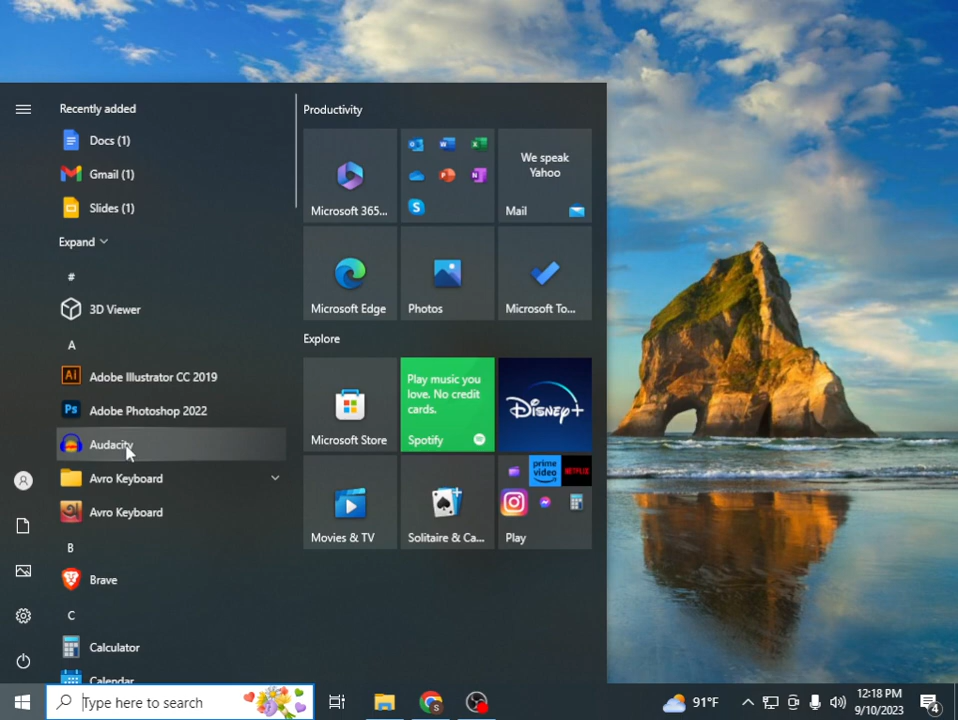 Recently added
Docs (1)
Gmail (1)
Slides (1)
Expand
#
3D Viewer
A
Ai
Adobe Illustrator CC 2019
Ps
Adobe Photoshop 2022
Audacity
Avro Keyboard
Avro Keyboard
B
Brave
C
Calculator
Calendar
Productivity
Microsoft 365...
We speak
Yahoo
Mail
Microsoft Edge
Photos
Microsoft To...
Explore
Microsoft Store
Play music you
love. No credit
cards.
Spotify
Disney+
Movies & TV
Solitaire & Ca...
prime
video
NETFLIX
Play
Type here to search
91°F
12:18 PM
9/10/2023
4